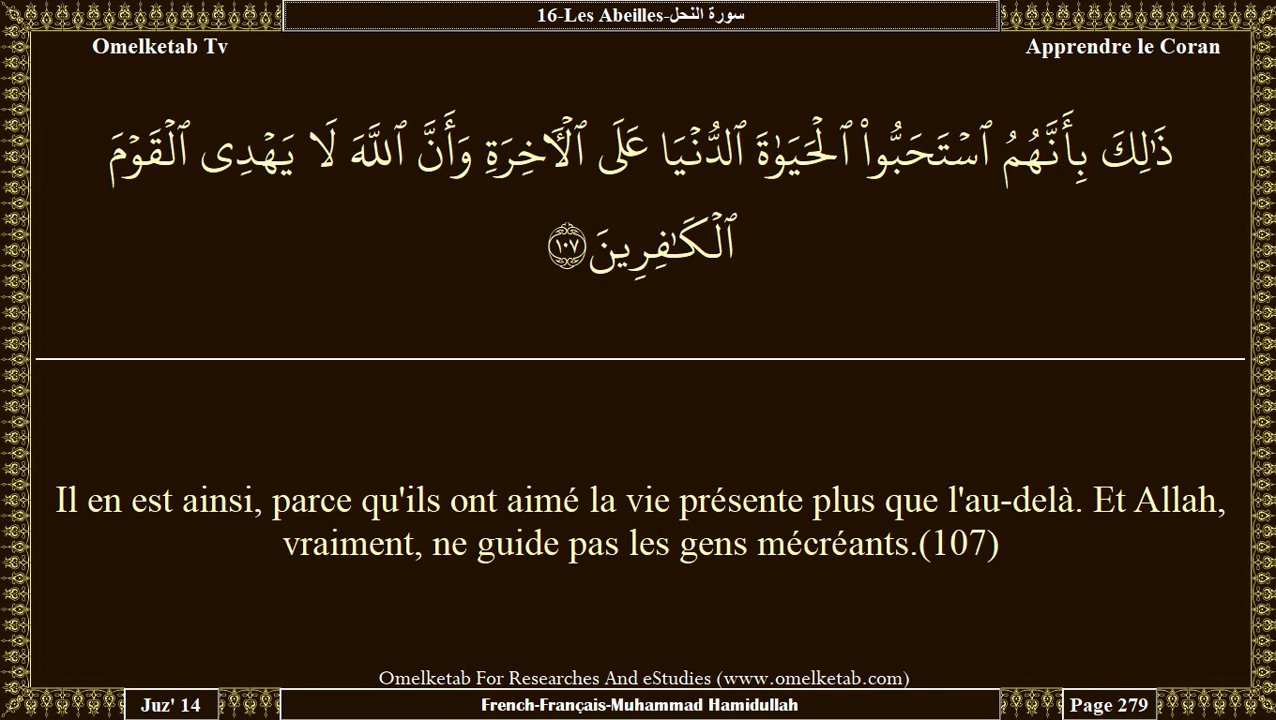 16-Les Abeilles-سورة النحل
Omelketab Tv
Apprendre le Coran
ذَٰلِكَ بِأَنَّهُمُ ٱسْتَحَبُّوا۟ ٱلْحَيَوٰةَ ٱلدُّنْيَا عَلَى ٱلْـَٔاخِرَةِ وَأَنَّ ٱللَّهَ لَا يَهْدِى ٱلْقَوْمَ
ٱلْكَـٰفِرِينَ ١٠٧
Il en est ainsi, parce qu'ils ont aimé la vie présente plus que l'au-delà. Et Allah,
vraiment, ne guide pas les gens mécréants.(107)
Omelketab For Researches And eStudies (www.omelketab.com)
Juz' 14
French-Français-Muhammad Hamidullah
Page 279